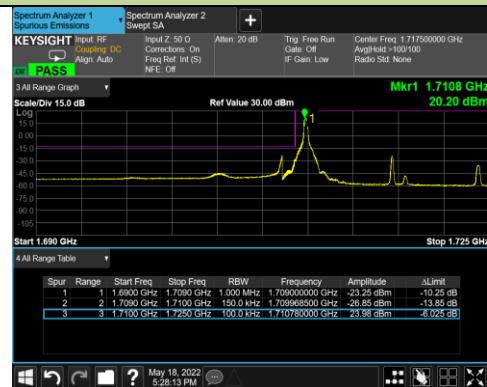 Spectrum Analyzer 1
Spurious Emissions
Spectrum Analyzer 2
Swept SA
KEYSIGHT
Input: RF
Coupling: DC
Align: Auto
Input Z: 50 Ω
Corrections: On
Freq Ref: Int (S)
NFE: Off
Atten: 20 dB
Trig: Free Run
Gate: Off
IF Gain: Low
Center Freq: 1.717500000 GHz
Avg|Hold:>100/100
Radio Std: None
PASS
3 All Range Graph
Mkr1 1.7108 GHz
20.20 dBm
Scale/Div 15.0 dB
Ref Value 30.00 dBm
Log
15.0
0.00
-15.0
-30.0
-45.0
-60.0
-75.0
-90.0
-105
1
Start 1.690 GHz
Stop 1.725 GHz
4 All Range Table
Spur Range Start Freq Stop Freq RBW Frequency Amplitude ΔLimit
1 1 1.6900 GHz 1.7090 GHz 1.000 MHz 1.709000000 GHz -23.25 dBm -10.25 dB
2 2 1.7090 GHz 1.7100 GHz 150.0 kHz 1.709968500 GHz -26.85 dBm -13.85 dB
3 3 1.7100 GHz 1.7250 GHz 100.0 kHz 1.710780000 GHz 23.98 dBm -6.025 dB
May 18, 2022
5:28:13 PM